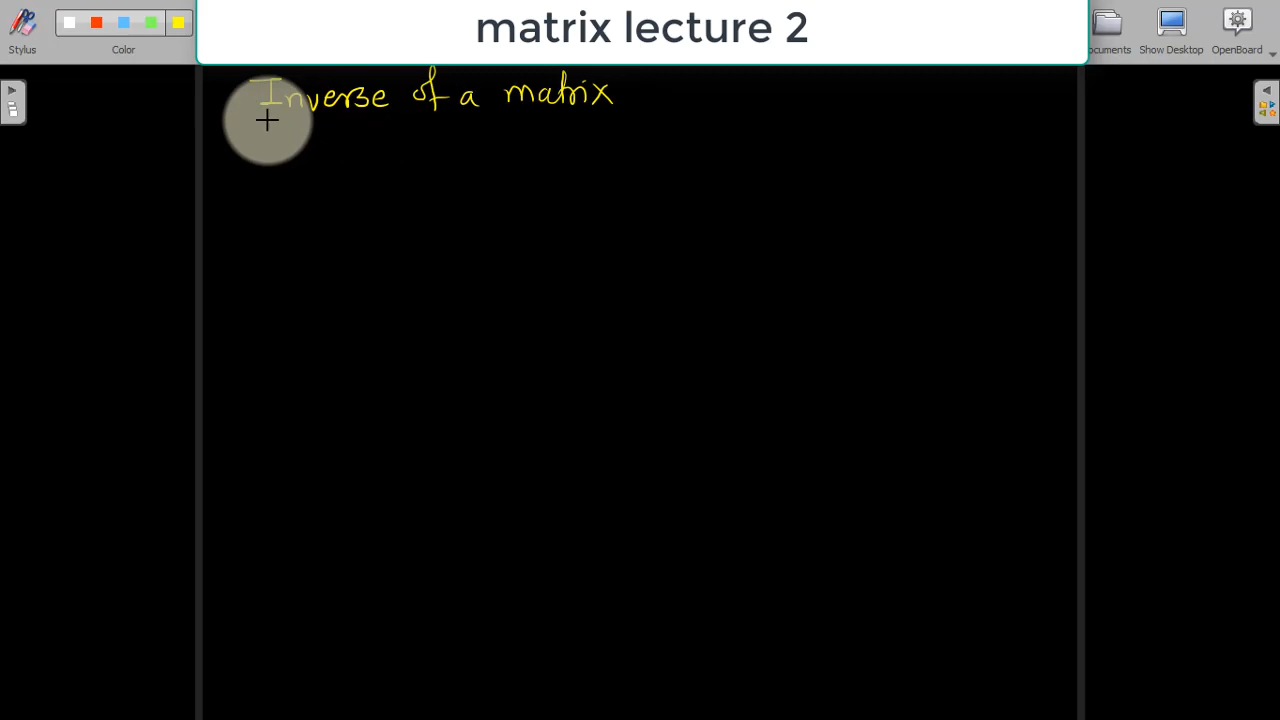 matrix lecture 2
Stylus
Color
ocuments
Show Desktop
OpenBoard
Inverse of a matrix